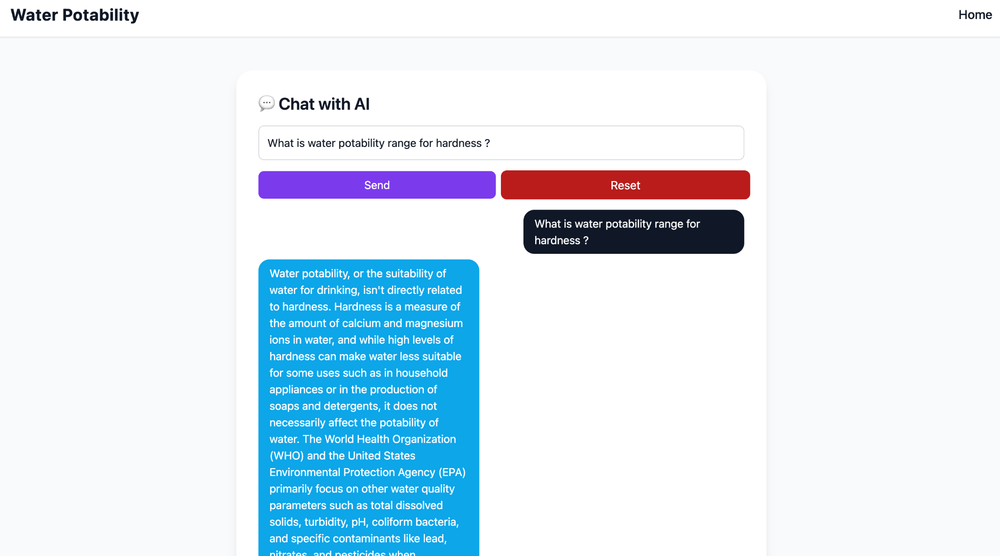 Water Potability
Home
Chat with AI
What is water potability range for hardness ?
Send
Reset
What is water potability range for
hardness ?
Water potability, or the suitability of
water for drinking, isn't directly related
to hardness. Hardness is a measure of
the amount of calcium and magnesium
ions in water, and while high levels of
hardness can make water less suitable
for some uses such as in household
appliances or in the production of
soaps and detergents, it does not
necessarily affect the potability of
water. The World Health Organization
(WHO) and the United States
Environmental Protection Agency (EPA)
primarily focus on other water quality
parameters such as total dissolved
solids, turbidity, pH, coliform bacteria,
and specific contaminants like lead,
nitrates, and pesticides when